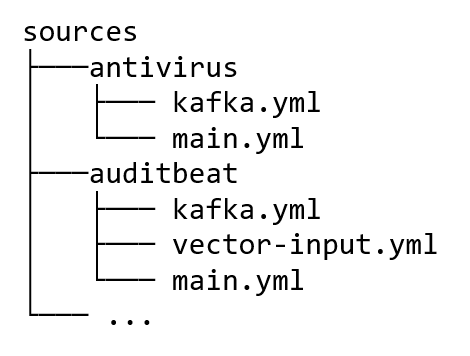 sources
├───antivirus
│   ├─── kafka.yml
│   └─── main.yml
├───auditbeat
│   ├─── kafka.yml
│   ├─── vector-input.yml
│   └─── main.yml
└─── ...